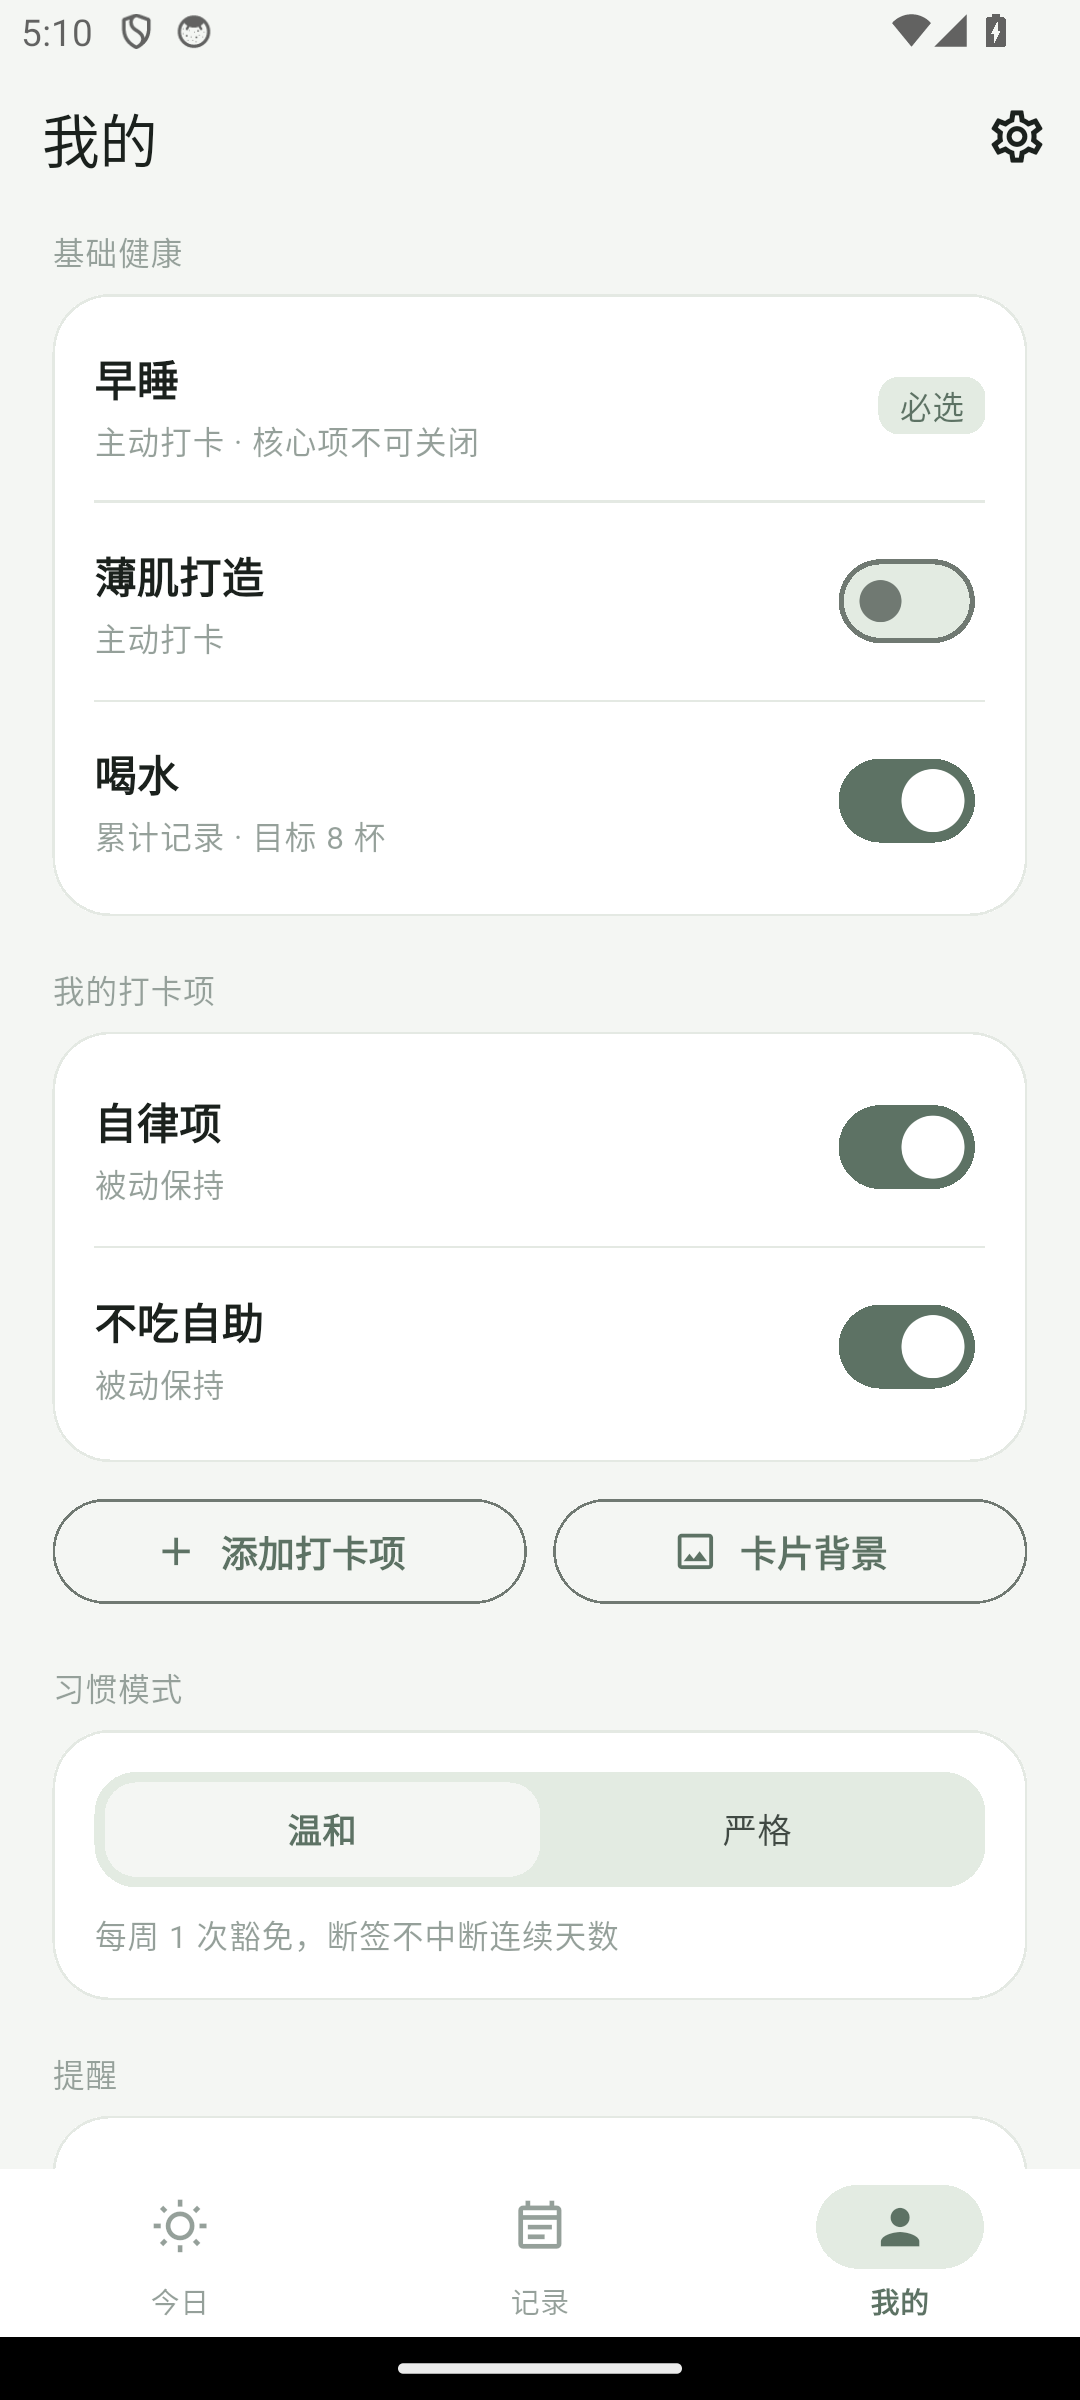 5:10
我的
基础健康
早睡
主动打卡 · 核心项不可关闭
必选
薄肌打造
主动打卡
喝水
累计记录 · 目标 8 杯
我的打卡项
自律项
被动保持
不吃自助
被动保持
添加打卡项
卡片背景
习惯模式
温和
严格
每周 1 次豁免，断签不中断连续天数
提醒
今日
记录
我的